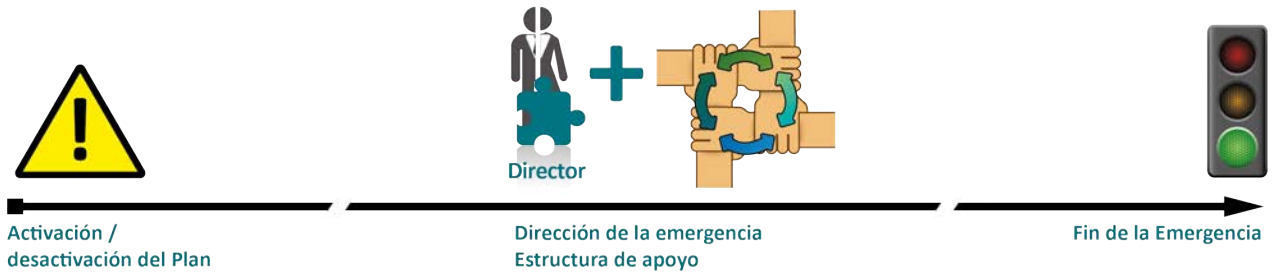 Director
Activación /
desactivación del Plan
Dirección de la emergencia
Estructura de apoyo
Fin de la Emergencia